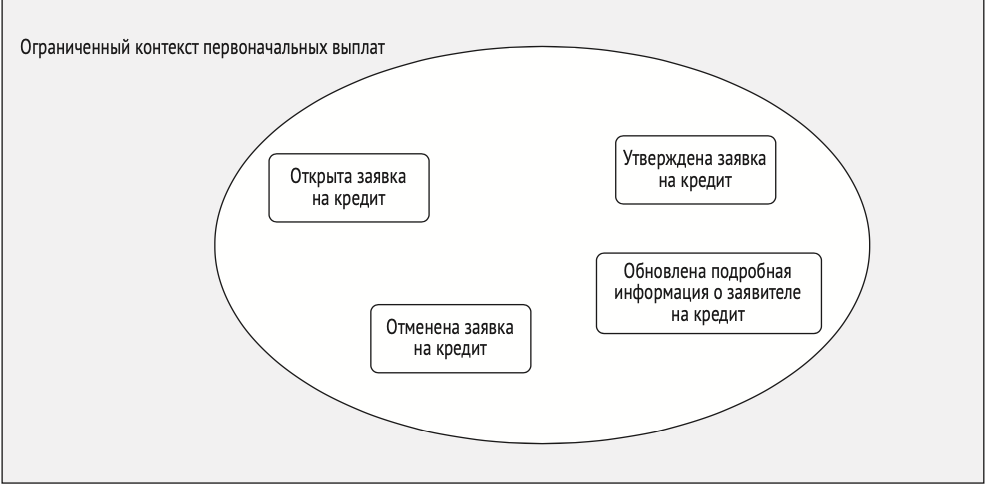 Ограниченный контекст первоначальных выплат
Открыта заявка
на кредит
Утверждена заявка
на кредит
Обновлена подробная
информация о заявителе
на кредит
Отменена заявка
на кредит